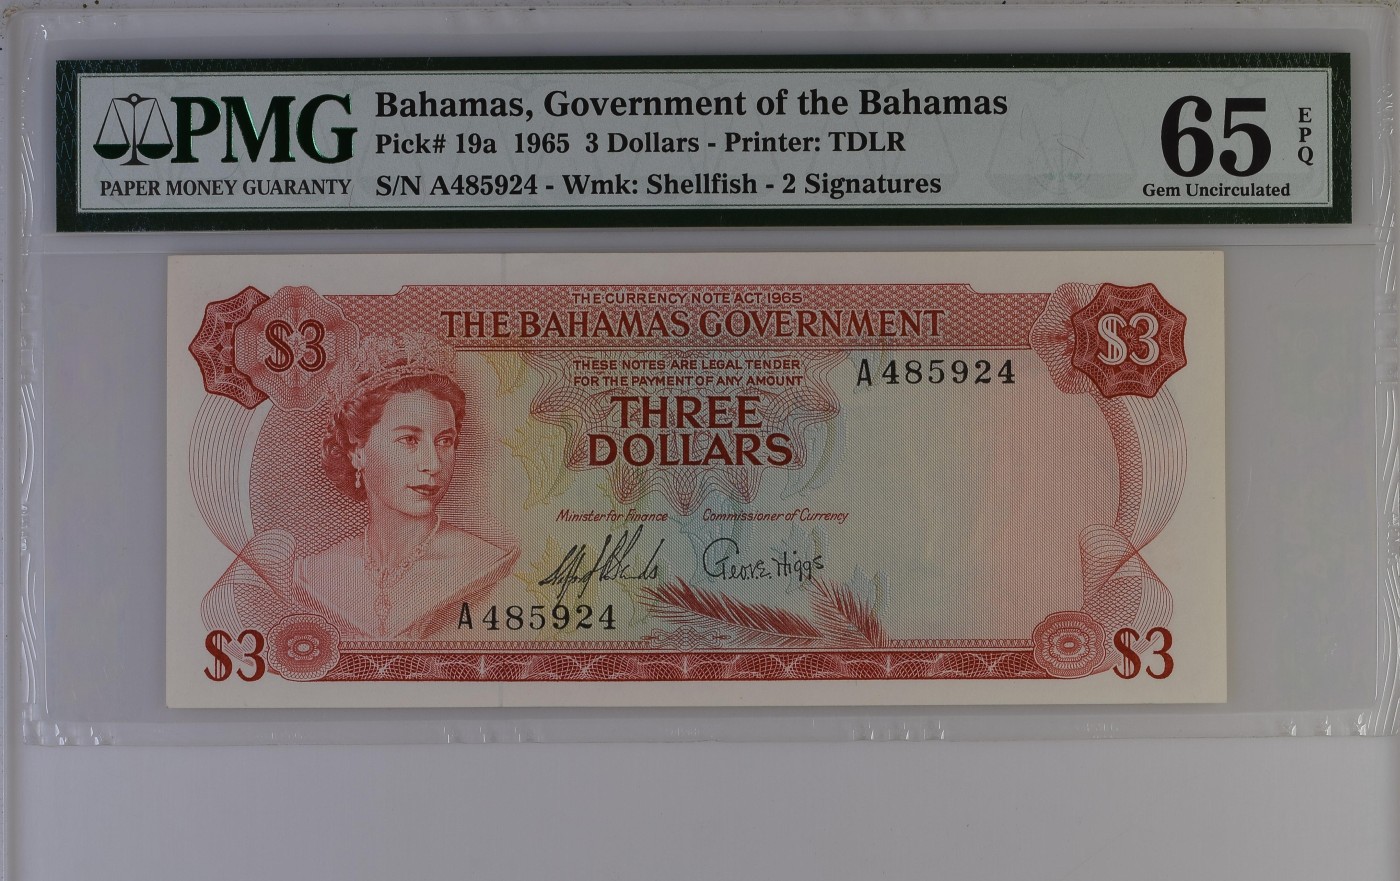 PMG
PAPER MONEY GUARANTY
Bahamas, Government of the Bahamas
Pick# 19a 1965 3 Dollars - Printer: TDLR
S/N A485924 - Wmk: Shellfish - 2 Signatures
65
EPQ
Gem Uncirculated
THE CURRENCY NOTE ACT 1965
THE BAHAMAS GOVERNMENT
$3
$3
THESE NOTES ARE LEGAL TENDER
FOR THE PAYMENT OF ANY AMOUNT
A485924
THREE
DOLLARS
Minister for Finance Commissioner of Currency
Geo. E. Higgs
A485924
$3
$3